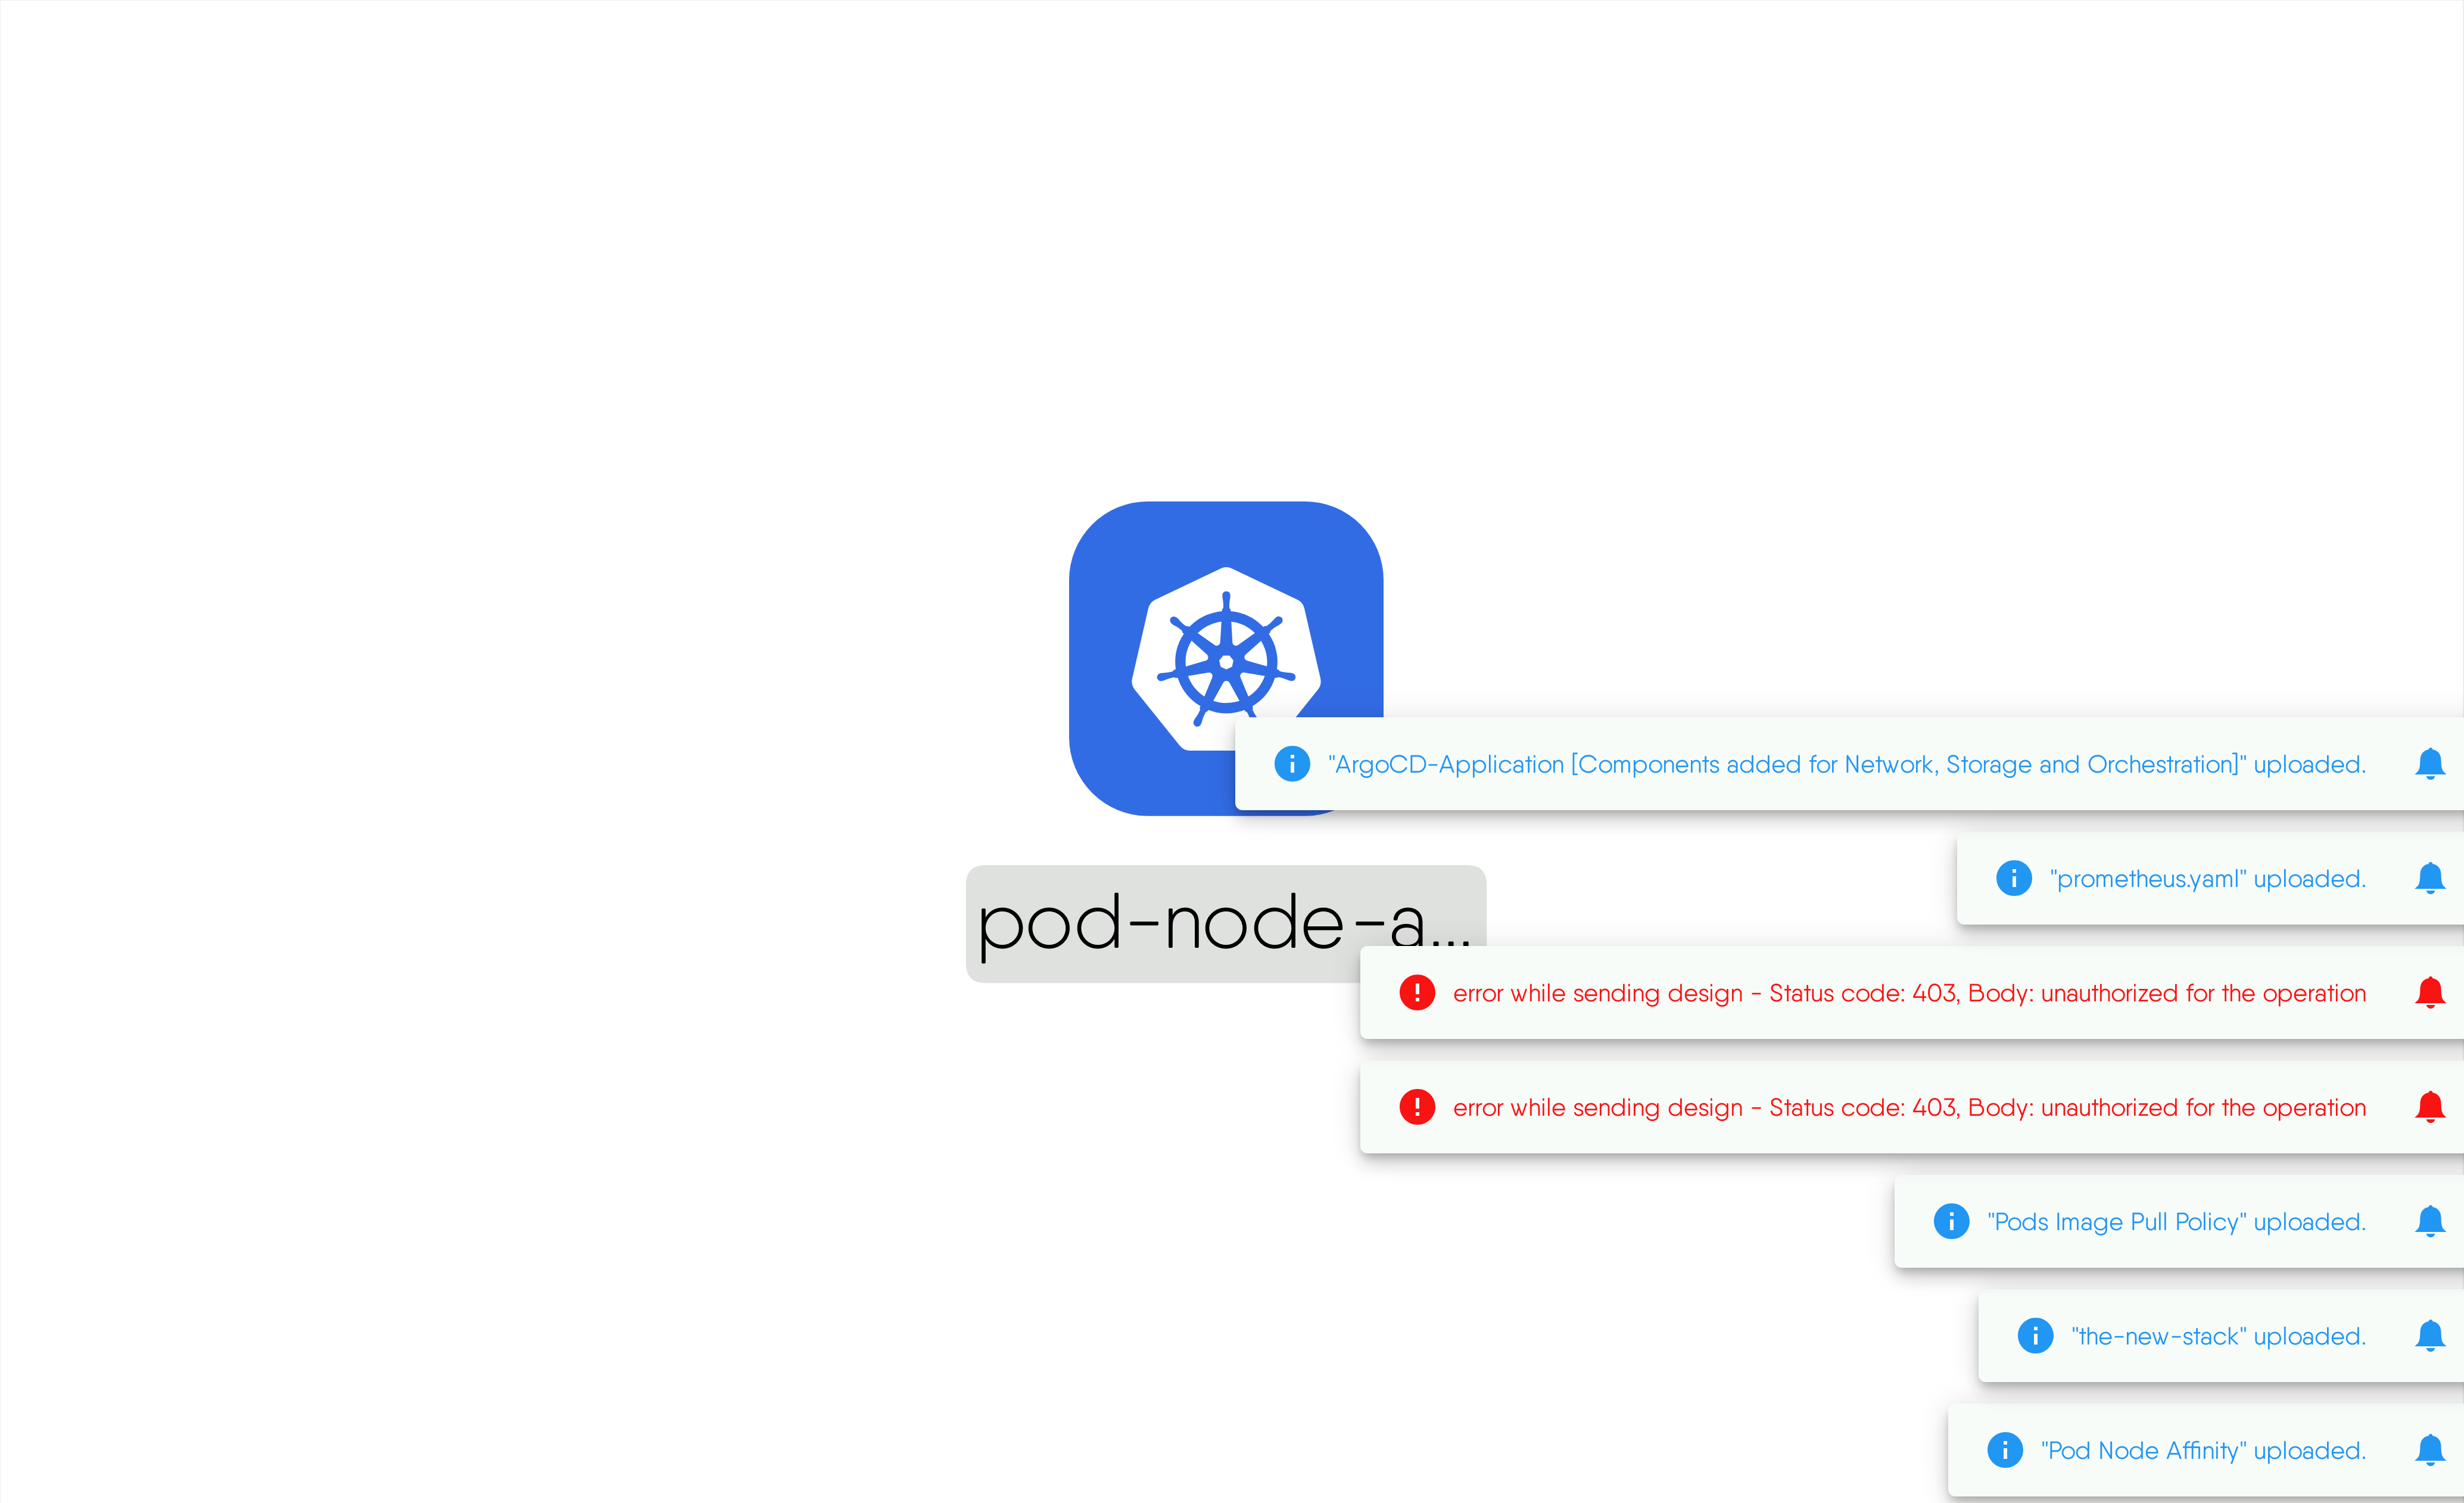 "ArgoCD-Application [Components added for Network, Storage and Orchestration]" uploaded.
"prometheus.yaml" uploaded.
pod-node-a...
error while sending design - Status code: 403, Body: unauthorized for the operation
error while sending design - Status code: 403, Body: unauthorized for the operation
"Pods Image Pull Policy" uploaded.
"the-new-stack" uploaded.
"Pod Node Affinity" uploaded.